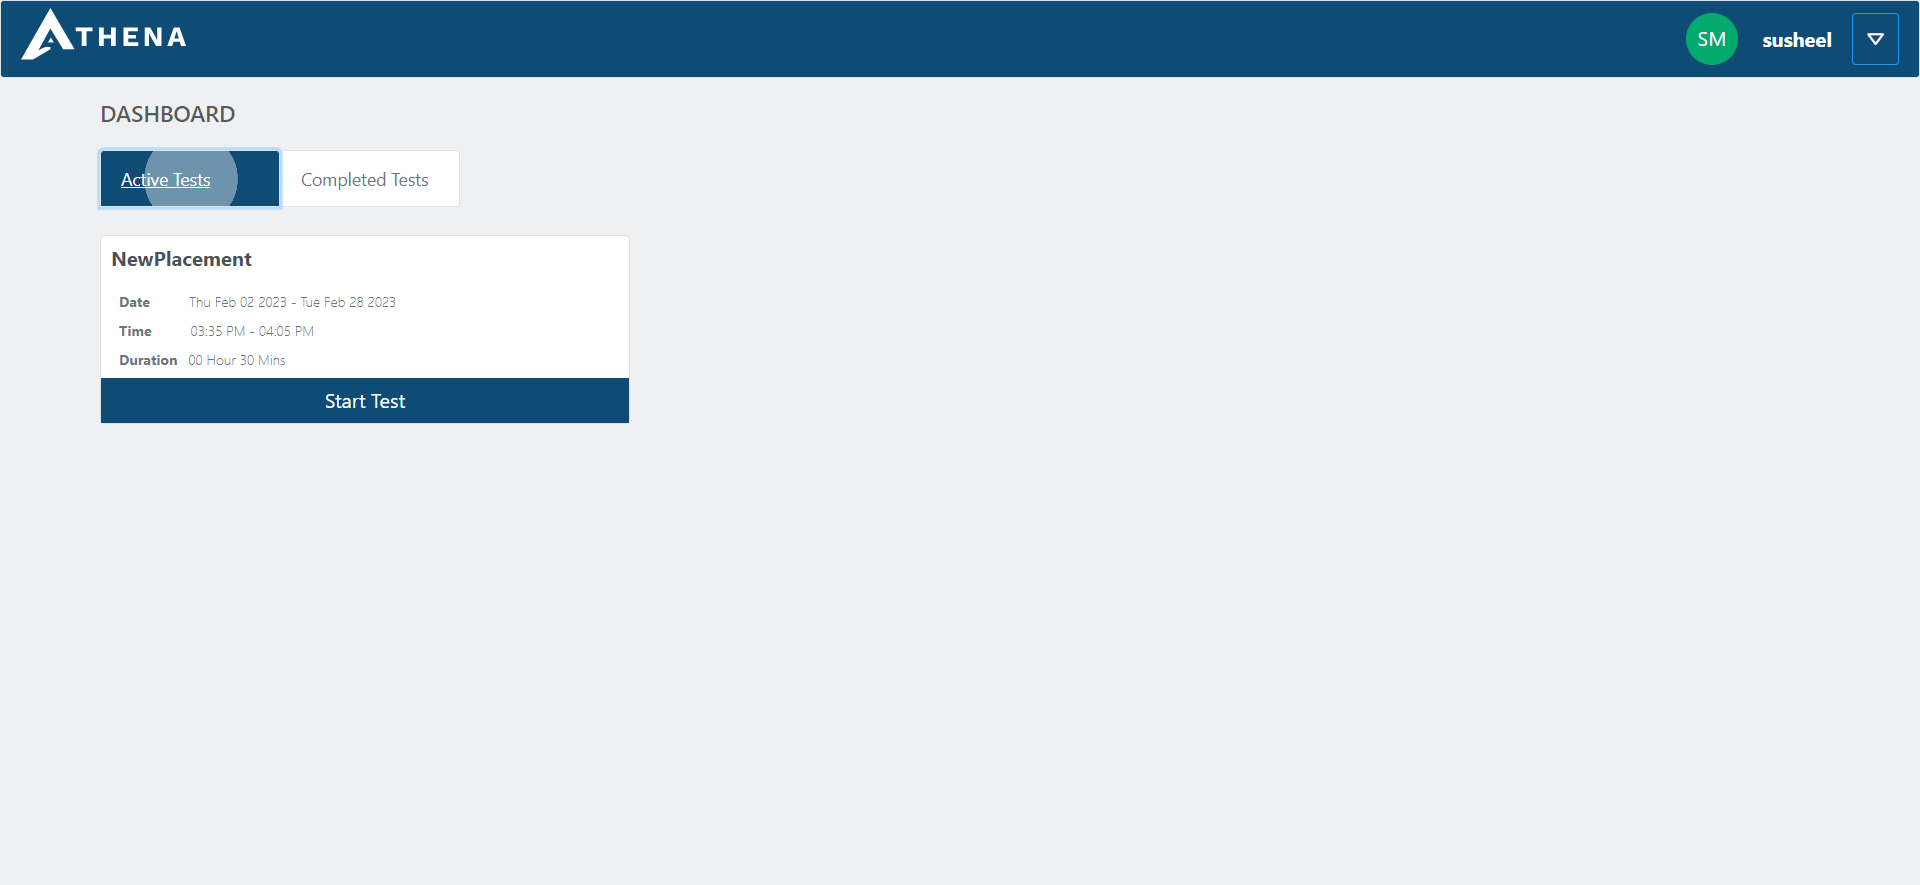 ATHENA
SM susheel
DASHBOARD
Active Tests Completed Tests
NewPlacement
Date Thu Feb 02 2023 - Tue Feb 28 2023
Time 03:35 PM - 04:05 PM
Duration 00 Hour 30 Mins
Start Test